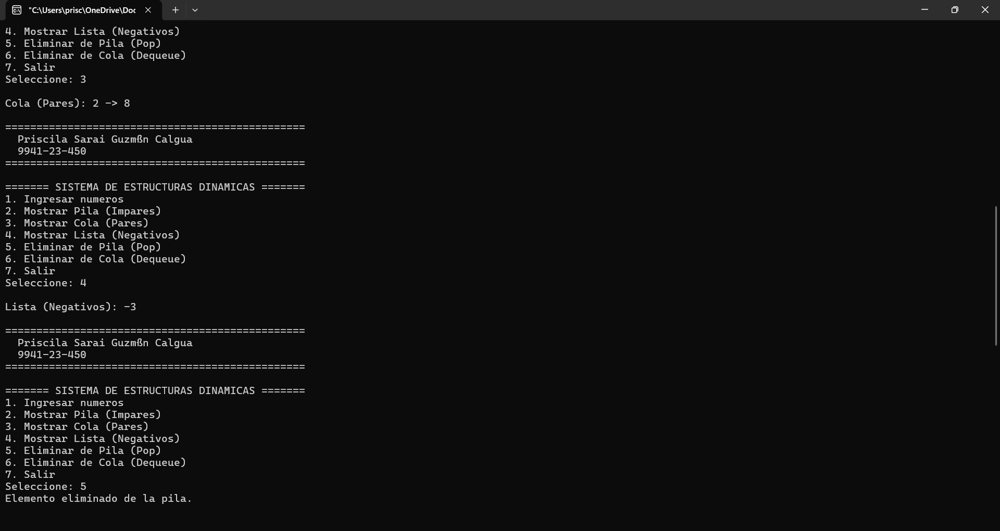 "C:\Users\prisc\OneDrive\Doc
4. Mostrar Lista (Negativos)
5. Eliminar de Pila (Pop)
6. Eliminar de Cola (Dequeue)
7. Salir
Seleccione: 3
Cola (Pares): 2 -> 8
================================================
Priscila Sarai Guzmßn Calgua
9941-23-450
================================================
======= SISTEMA DE ESTRUCTURAS DINAMICAS =======
1. Ingresar numeros
2. Mostrar Pila (Impares)
3. Mostrar Cola (Pares)
4. Mostrar Lista (Negativos)
5. Eliminar de Pila (Pop)
6. Eliminar de Cola (Dequeue)
7. Salir
Seleccione: 4
Lista (Negativos): -3
================================================
Priscila Sarai Guzmßn Calgua
9941-23-450
================================================
======= SISTEMA DE ESTRUCTURAS DINAMICAS =======
1. Ingresar numeros
2. Mostrar Pila (Impares)
3. Mostrar Cola (Pares)
4. Mostrar Lista (Negativos)
5. Eliminar de Pila (Pop)
6. Eliminar de Cola (Dequeue)
7. Salir
Seleccione: 5
Elemento eliminado de la pila.